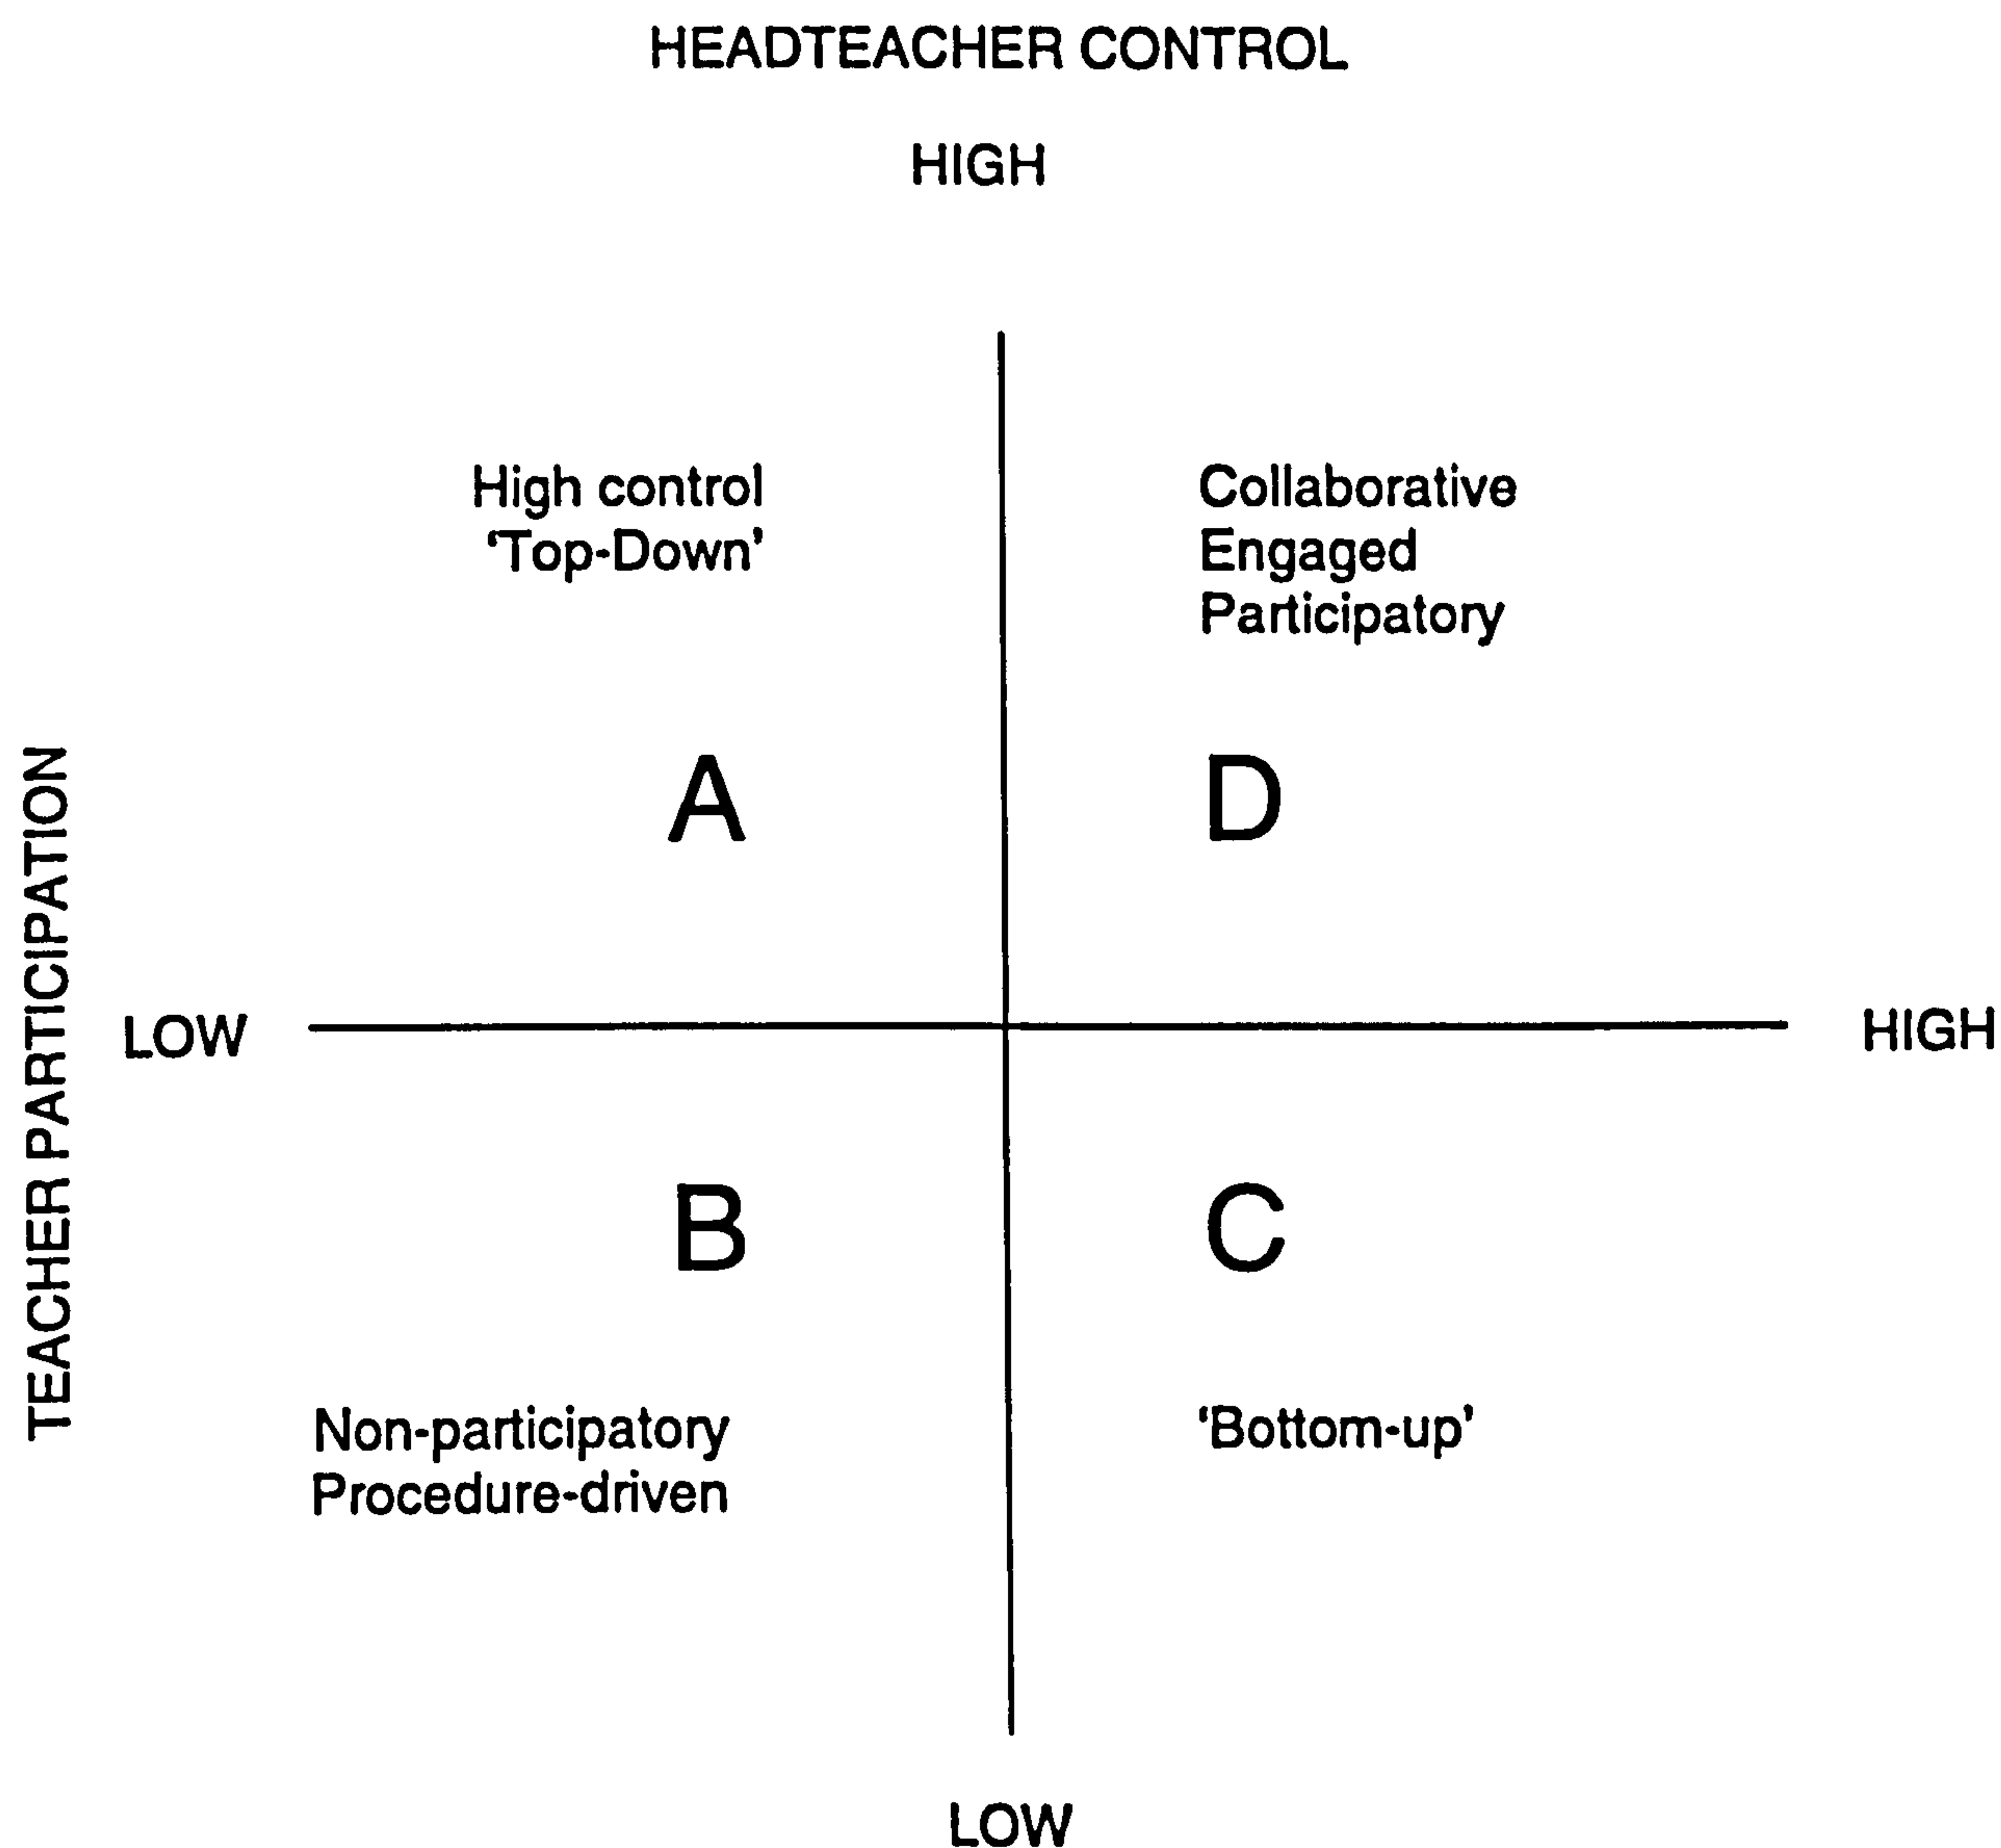 HEADTEACHER CONTROL
HIGH
High control
‘Top-Down’
Collaborative
Engaged
Participatory
A
D
TEACHER PARTICIPATION
LOW
HIGH
B
C
Non-participatory
Procedure-driven
‘Bottom-up’
LOW